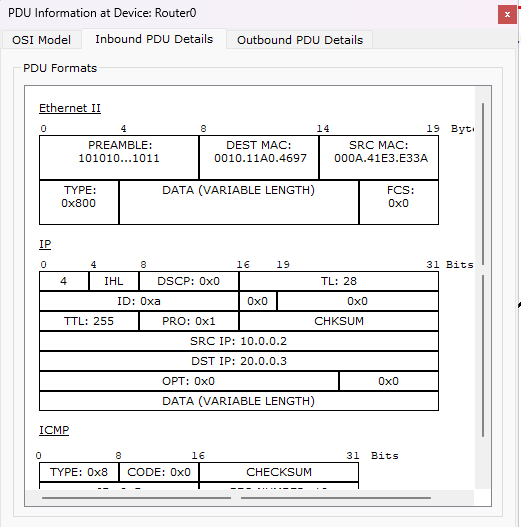 PDU Information at Device: Router0
x
OSI Model Inbound PDU Details Outbound PDU Details
PDU Formats
Ethernet II
0 4 8 14 19 Byte
PREAMBLE: DEST MAC: SRC MAC:
101010...1011 0010.11A0.4697 000A.41E3.E33A
TYPE: DATA (VARIABLE LENGTH) FCS:
0x800 0x0
IP
0 4 8 16 19 31 Bits
4 IHL DSCP: 0x0 TL: 28
ID: 0xa 0x0 0x0
TTL: 255 PRO: 0x1 CHKSUM
SRC IP: 10.0.0.2
DST IP: 20.0.0.3
OPT: 0x0 0x0
DATA (VARIABLE LENGTH)
ICMP
0 8 16 31 Bits
TYPE: 0x8 CODE: 0x0 CHECKSUM